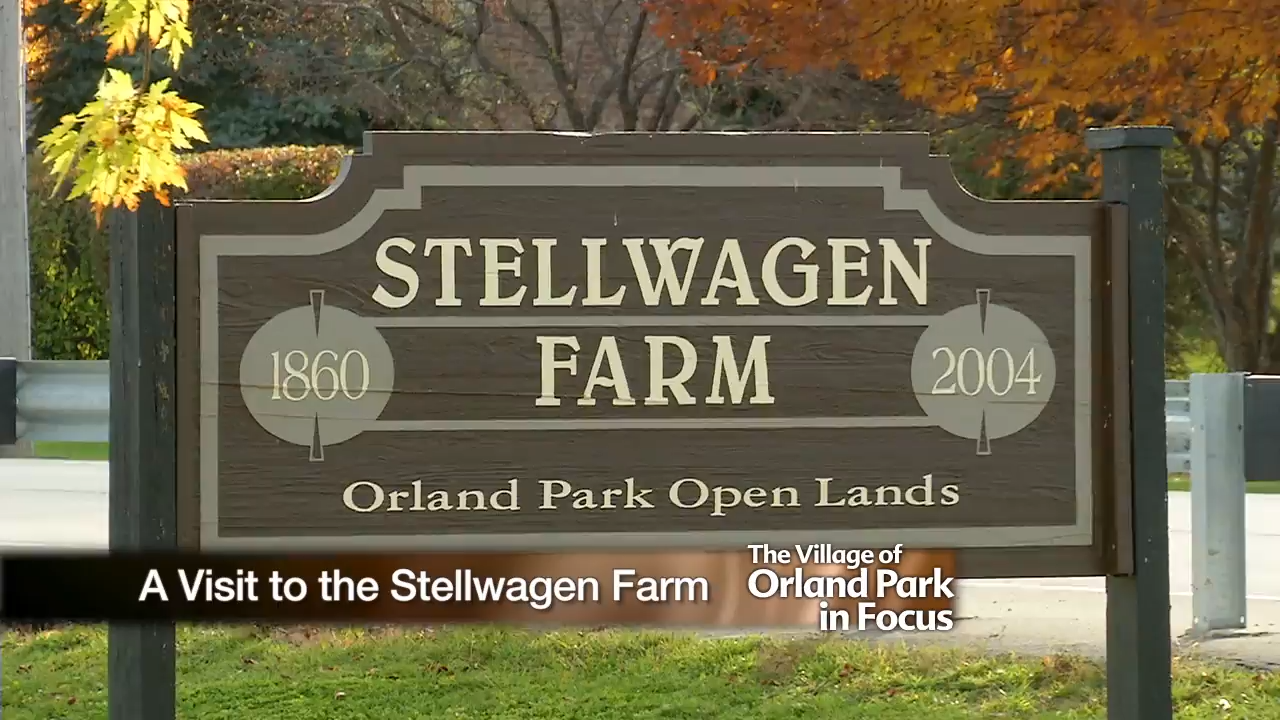 STELLWAGEN
FARM
1860
2004
Orland Park Open Lands
A Visit to the Stellwagen Farm
The Village of
Orland Park
in Focus